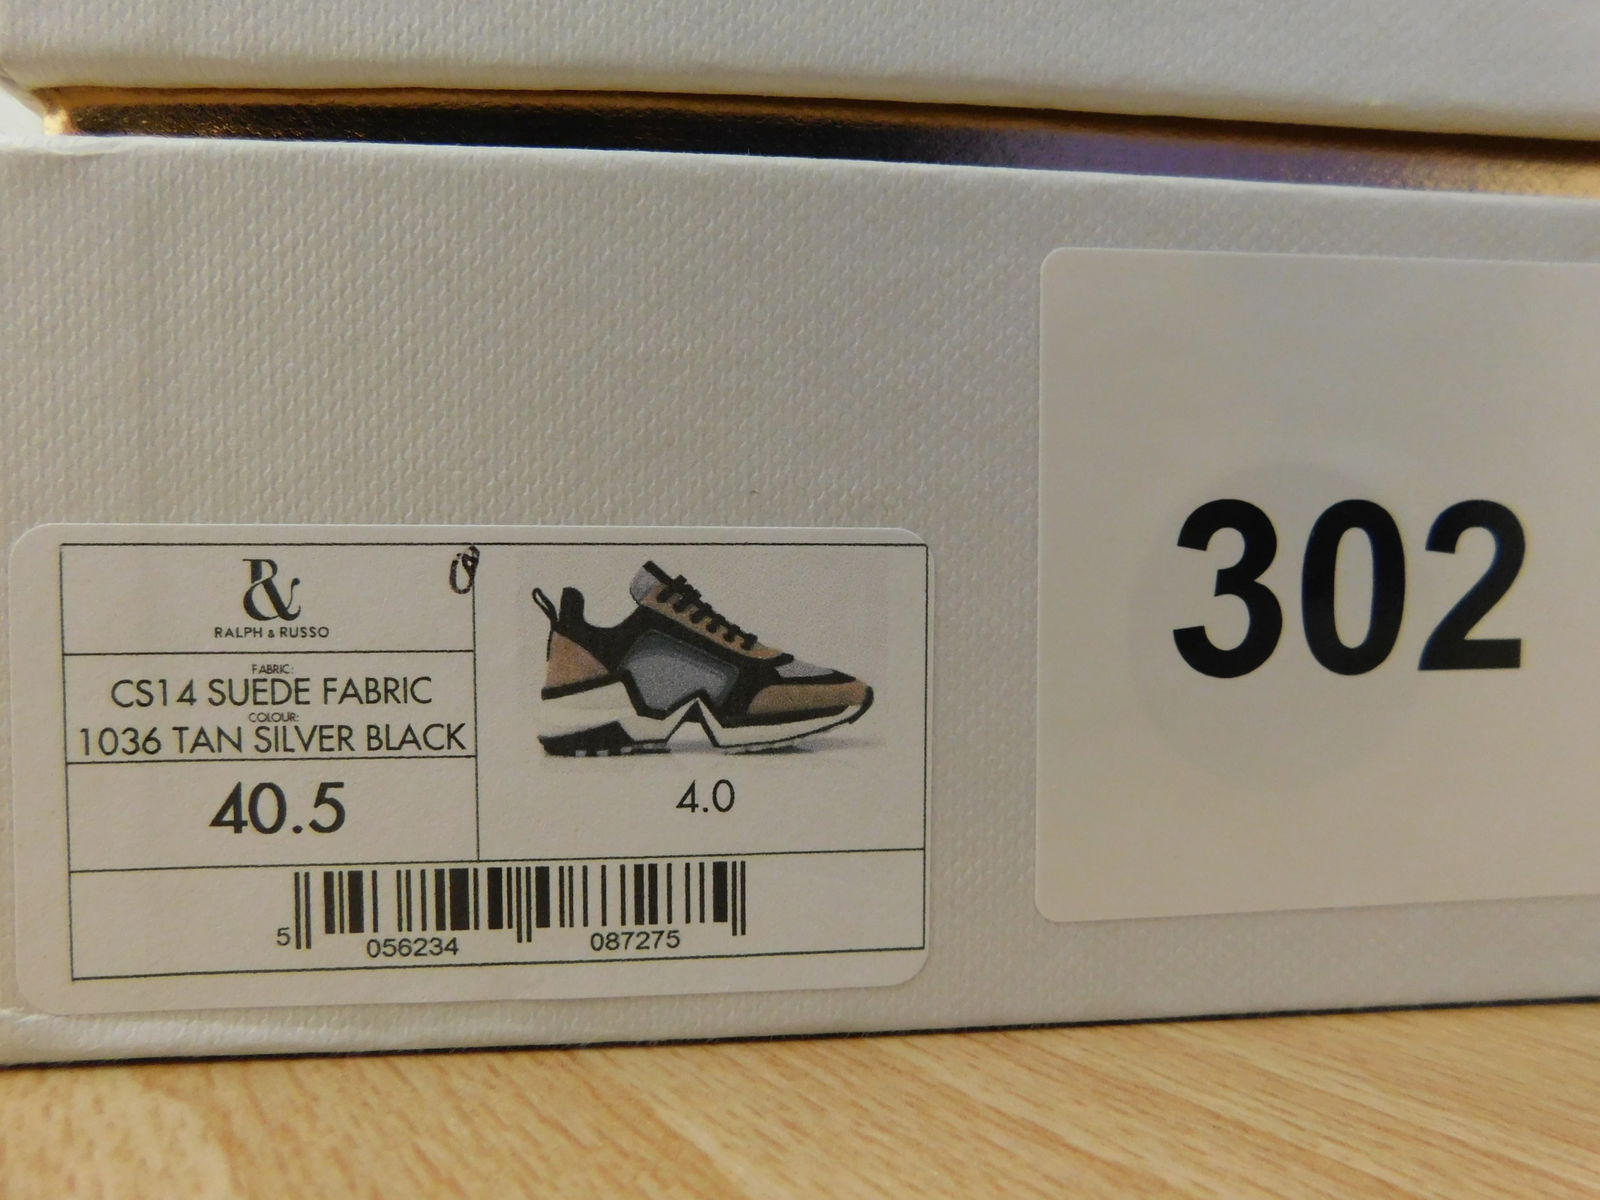 R&
RALPH & RUSSO
FABRIC:
CS14 SUEDE FABRIC
COLOUR:
1036 TAN SILVER BLACK
40.5
4.0
5 056234 087275
302